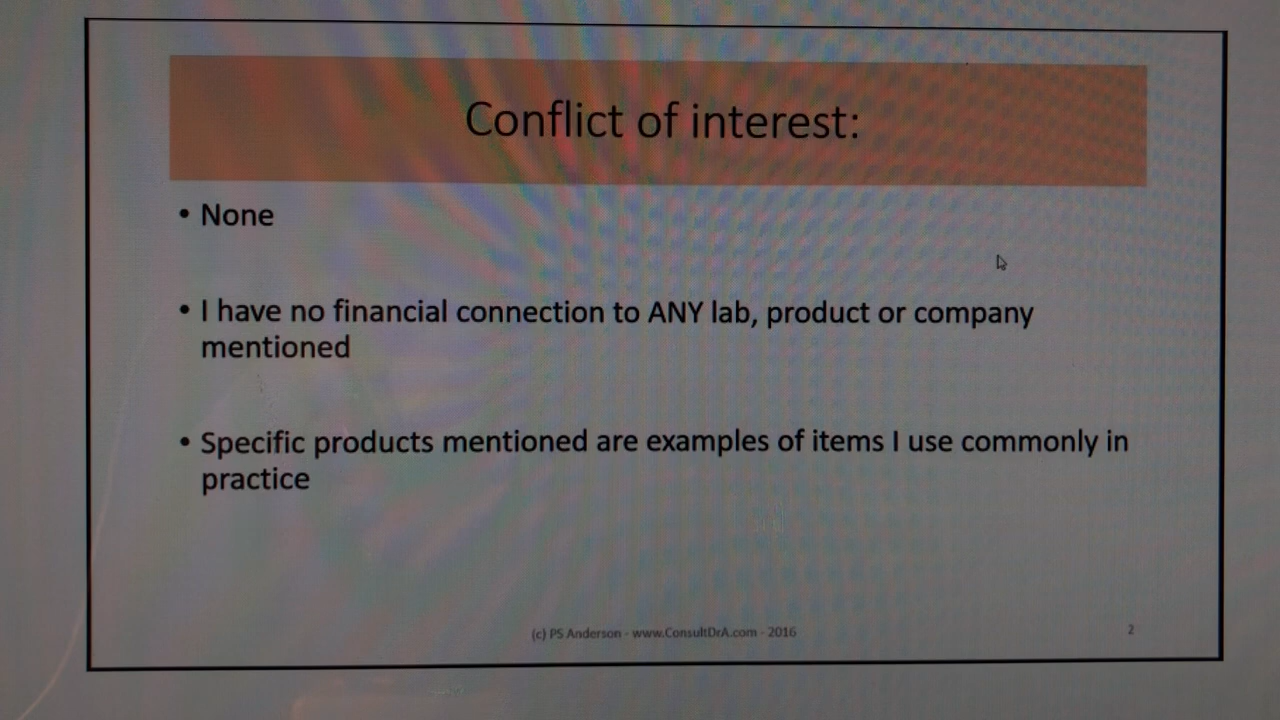 Conflict of interest:
• None
• I have no financial connection to ANY lab, product or company
mentioned
• Specific products mentioned are examples of items I use commonly in
practice
(c) PS Anderson - www.ConsultDrA.com - 2016
2